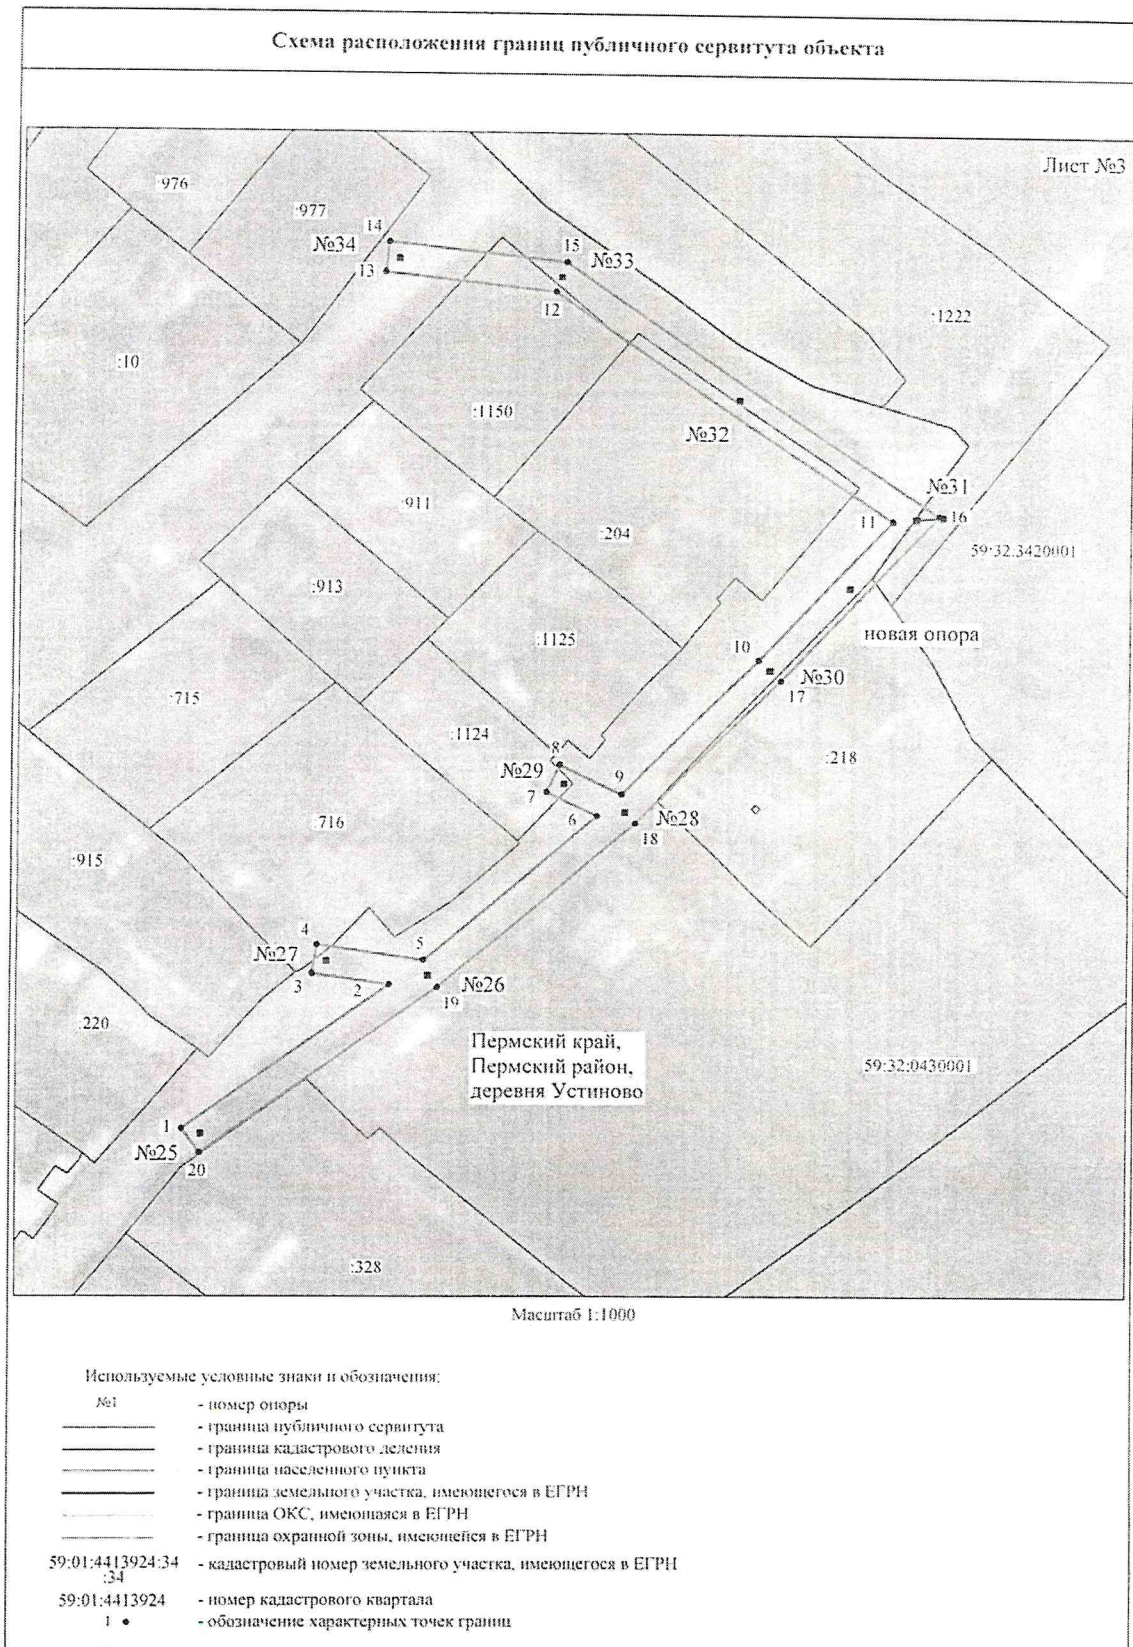 Схема расположения границ публичного сервитута объекта
Лист №3
:976
:977
№34
14
15
№33
13
12
:1222
:10
:1150
№32
№31
:911
11
16
:204
59:32:3420001
:913
новая опора
:1125
10
№30
17
:715
:1124
8
:218
№29
9
7
6
№28
18
:716
:915
4
№27
5
3
2
№26
19
:220
Пермский край,
Пермский район,
деревня Устиново
59:32:0430001
1
№25
20
:328
Масштаб 1:1000
Используемые условные знаки и обозначения:
№1 - номер опоры
- граница публичного сервитута
- граница кадастрового деления
- граница населенного пункта
- граница земельного участка, имеющегося в ЕГРН
- граница ОКС, имеющаяся в ЕГРН
- граница охранной зоны, имеющейся в ЕГРН
59:01:4413924:34 - кадастровый номер земельного участка, имеющегося в ЕГРН
:34
59:01:4413924 - номер кадастрового квартала
1 - обозначение характерных точек границ